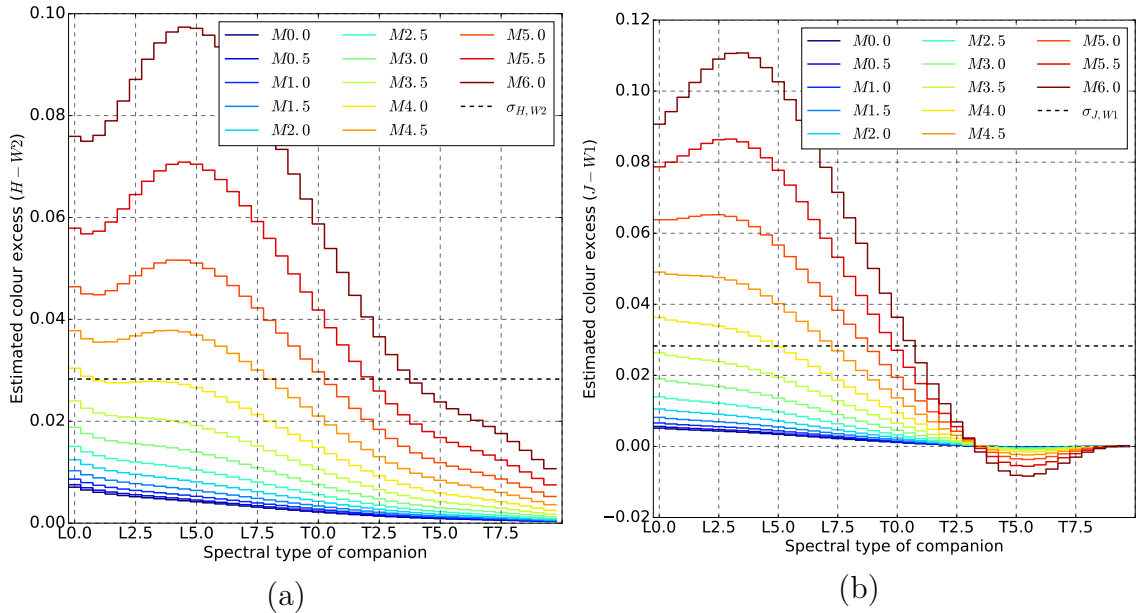 0.10
0.08
0.06
0.04
0.02
0.00
Estimated colour excess (H − W2)
M0.0 M2.5 M5.0
M0.5 M3.0 M5.5
M1.0 M3.5 M6.0
M1.5 M4.0 σH,W2
M2.0 M4.5
L0.0 L2.5 L5.0 L7.5 T0.0 T2.5 T5.0 T7.5
Spectral type of companion
(a)
0.12
0.10
0.08
0.06
0.04
0.02
0.00
−0.02
Estimated colour excess (J − W1)
M0.0 M2.5 M5.0
M0.5 M3.0 M5.5
M1.0 M3.5 M6.0
M1.5 M4.0 σJ,W1
M2.0 M4.5
L0.0 L2.5 L5.0 L7.5 T0.0 T2.5 T5.0 T7.5
Spectral type of companion
(b)